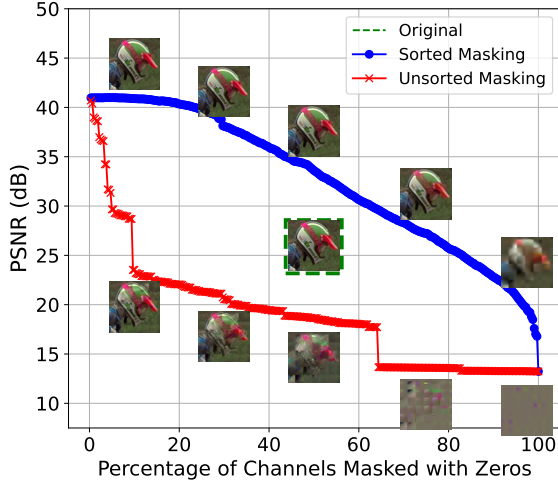 50
45
40
35
30
25
20
15
10
PSNR (dB)
Original
Sorted Masking
Unsorted Masking
0 20 40 60 80 100
Percentage of Channels Masked with Zeros